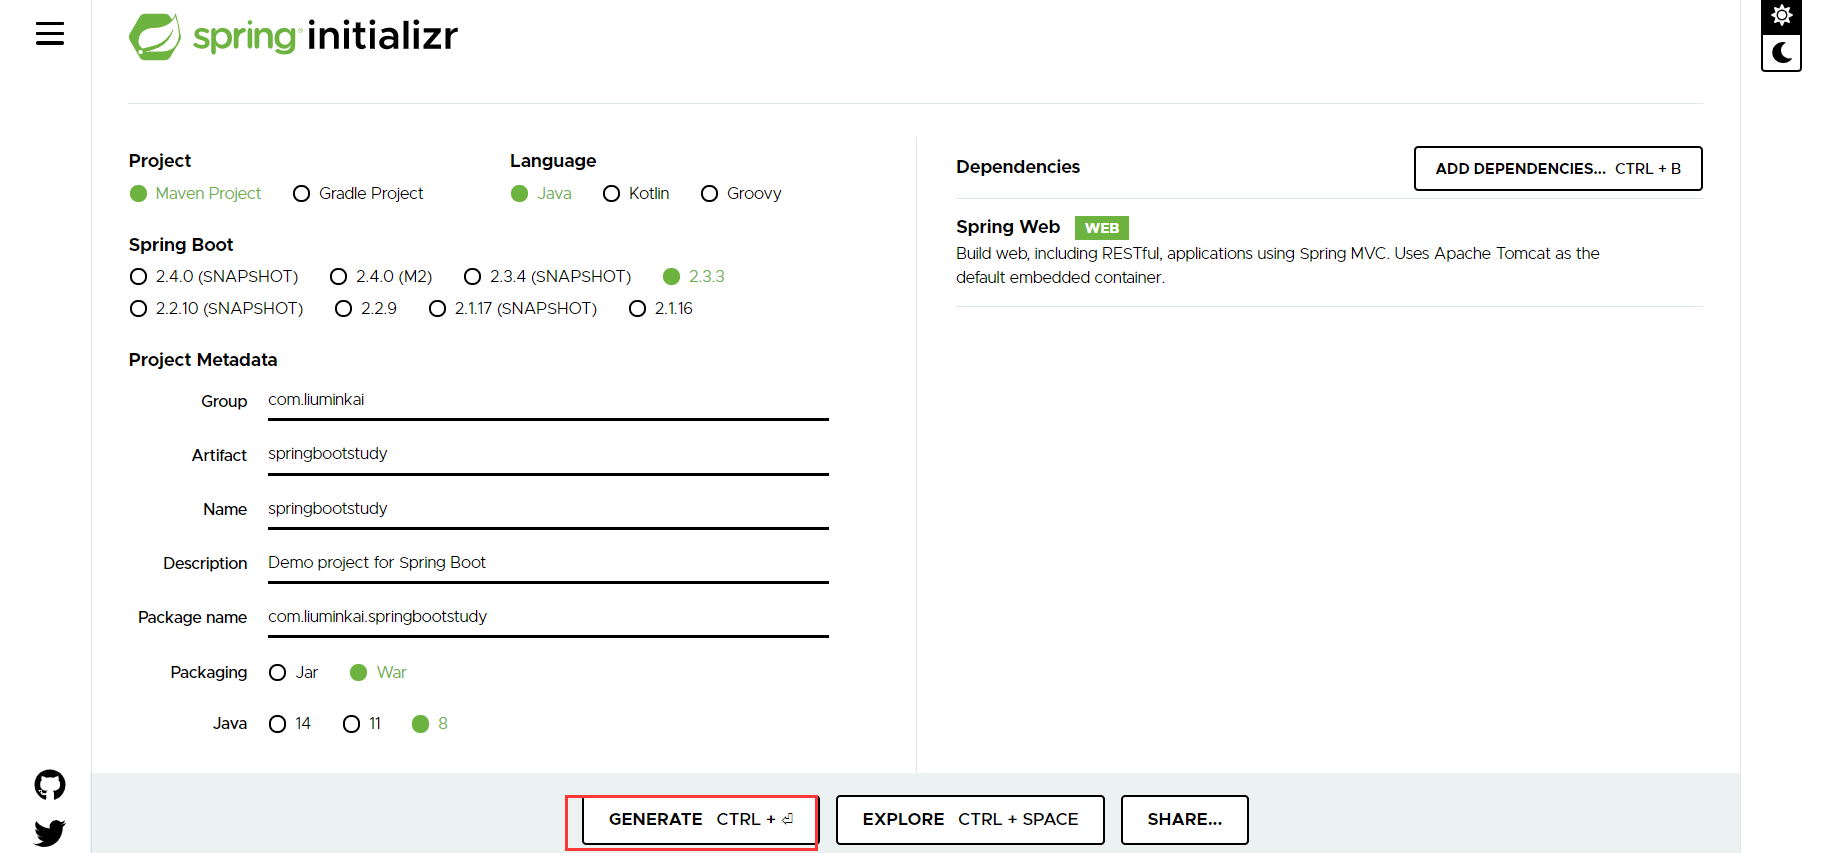 spring initializr
Project
Maven Project Gradle Project
Language
Java Kotlin Groovy
Spring Boot
2.4.0 (SNAPSHOT) 2.4.0 (M2) 2.3.4 (SNAPSHOT) 2.3.3
2.2.10 (SNAPSHOT) 2.2.9 2.1.17 (SNAPSHOT) 2.1.16
Project Metadata
Group com.liuminkai
Artifact springbootstudy
Name springbootstudy
Description Demo project for Spring Boot
Package name com.liuminkai.springbootstudy
Packaging Jar War
Java 14 11 8
Dependencies
ADD DEPENDENCIES... CTRL + B
Spring Web WEB
Build web, including RESTful, applications using Spring MVC. Uses Apache Tomcat as the
default embedded container.
GENERATE CTRL + ⏎
EXPLORE CTRL + SPACE
SHARE...